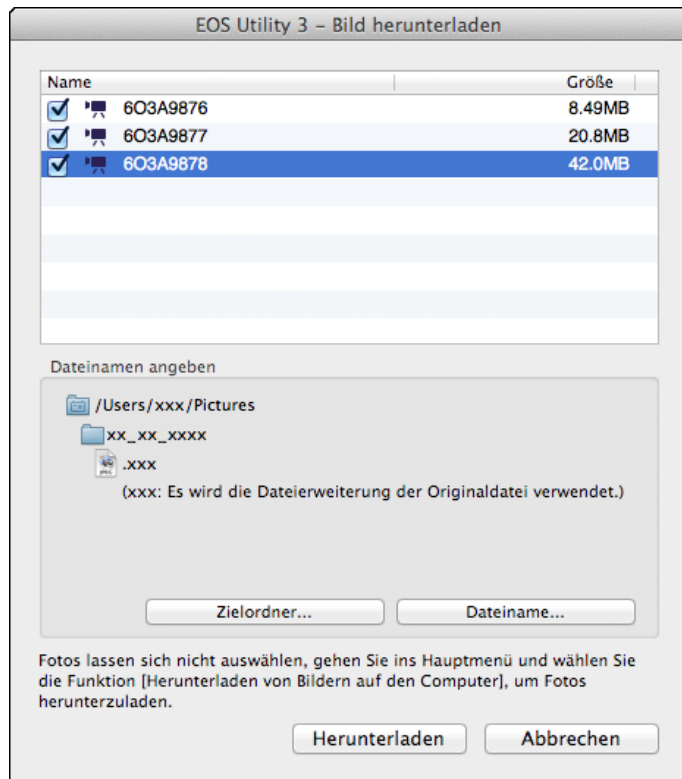 EOS Utility 3 – Bild herunterladen
Name Größe
6O3A9876 8.49MB
6O3A9877 20.8MB
6O3A9878 42.0MB
Dateinamen angeben
/Users/xxx/Pictures
xx_xx_xxxx
.xxx
(xxx: Es wird die Dateierweiterung der Originaldatei verwendet.)
Zielordner... Dateiname...
Fotos lassen sich nicht auswählen, gehen Sie ins Hauptmenü und wählen Sie
die Funktion [Herunterladen von Bildern auf den Computer], um Fotos
herunterzuladen.
Herunterladen Abbrechen